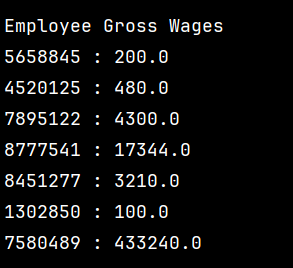 Employee Gross Wages
5658845 : 200.0
4520125 : 480.0
7895122 : 4300.0
8777541 : 17344.0
8451277 : 3210.0
1302850 : 100.0
7580489 : 433240.0